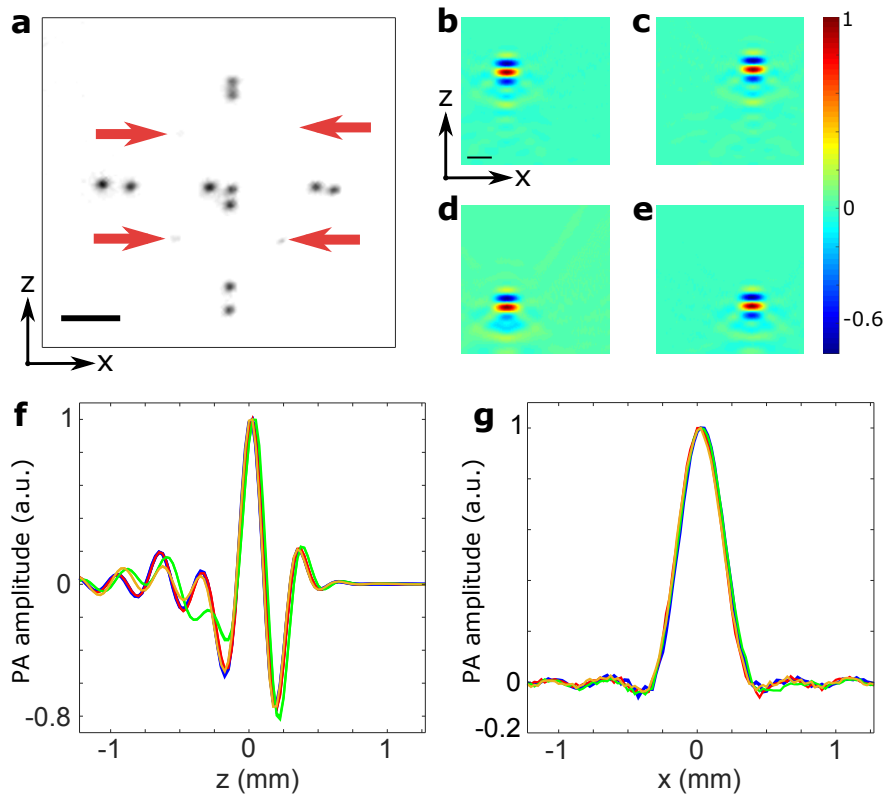 a
z
x
b
c
z
x
d
e
1
0
-0.6
f
PA amplitude (a.u.)
1
0
-0.8
-1
0
1
z (mm)
g
PA amplitude (a.u.)
1
0
-0.2
-1
0
1
x (mm)